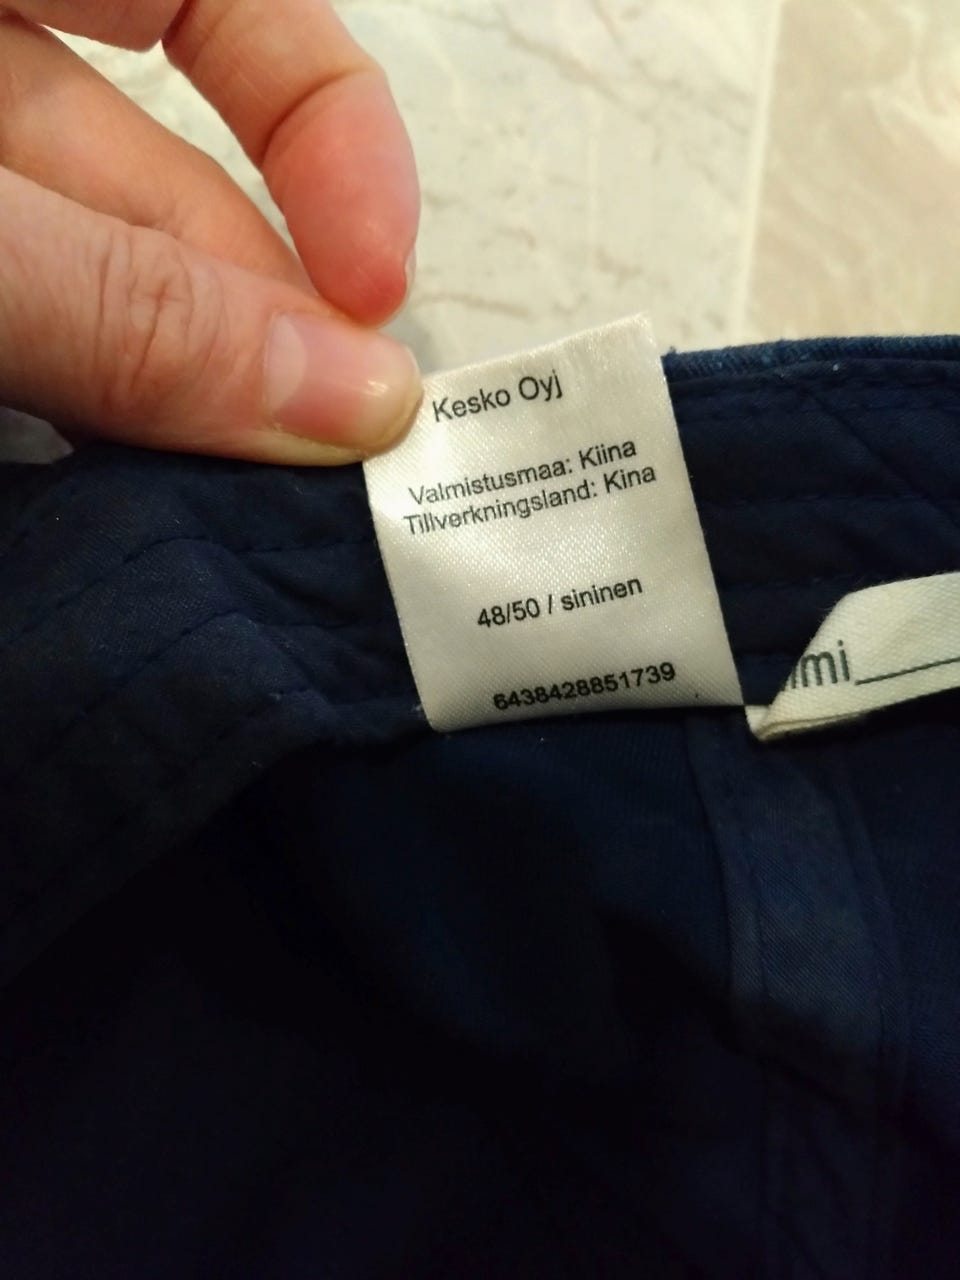 Kesko Oyj
Valmistusmaa: Kiina
Tillverkningsland: Kina
48/50 / sininen
6438428851739